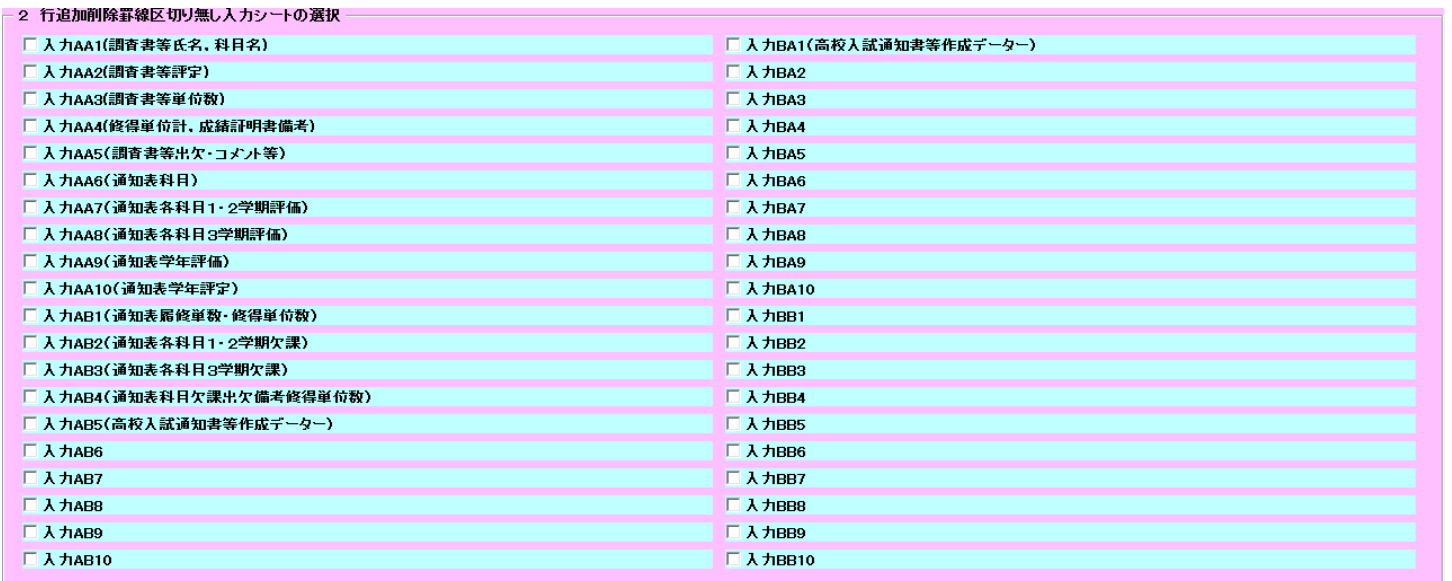 2 行追加削除罫線区切り無し入力シートの選択
入力AA1(調査書等氏名，科目名)
入力AA2(調査書等評定)
入力AA3(調査書等単位数)
入力AA4(修得単位計，成績証明書備考)
入力AA5(調査書等出欠・コメント等)
入力AA6(通知表科目)
入力AA7(通知表各科目1・2学期評価)
入力AA8(通知表各科目3学期評価)
入力AA9(通知表学年評価)
入力AA10(通知表学年評定)
入力AB1(通知表履修単数・修得単位数)
入力AB2(通知表各科目1・2学期欠課)
入力AB3(通知表各科目3学期欠課)
入力AB4(通知表科目欠課出欠備考修得単位数)
入力AB5(高校入試通知書等作成データー)
入力AB6
入力AB7
入力AB8
入力AB9
入力AB10
入力BA1(高校入試通知書等作成データー)
入力BA2
入力BA3
入力BA4
入力BA5
入力BA6
入力BA7
入力BA8
入力BA9
入力BA10
入力BB1
入力BB2
入力BB3
入力BB4
入力BB5
入力BB6
入力BB7
入力BB8
入力BB9
入力BB10